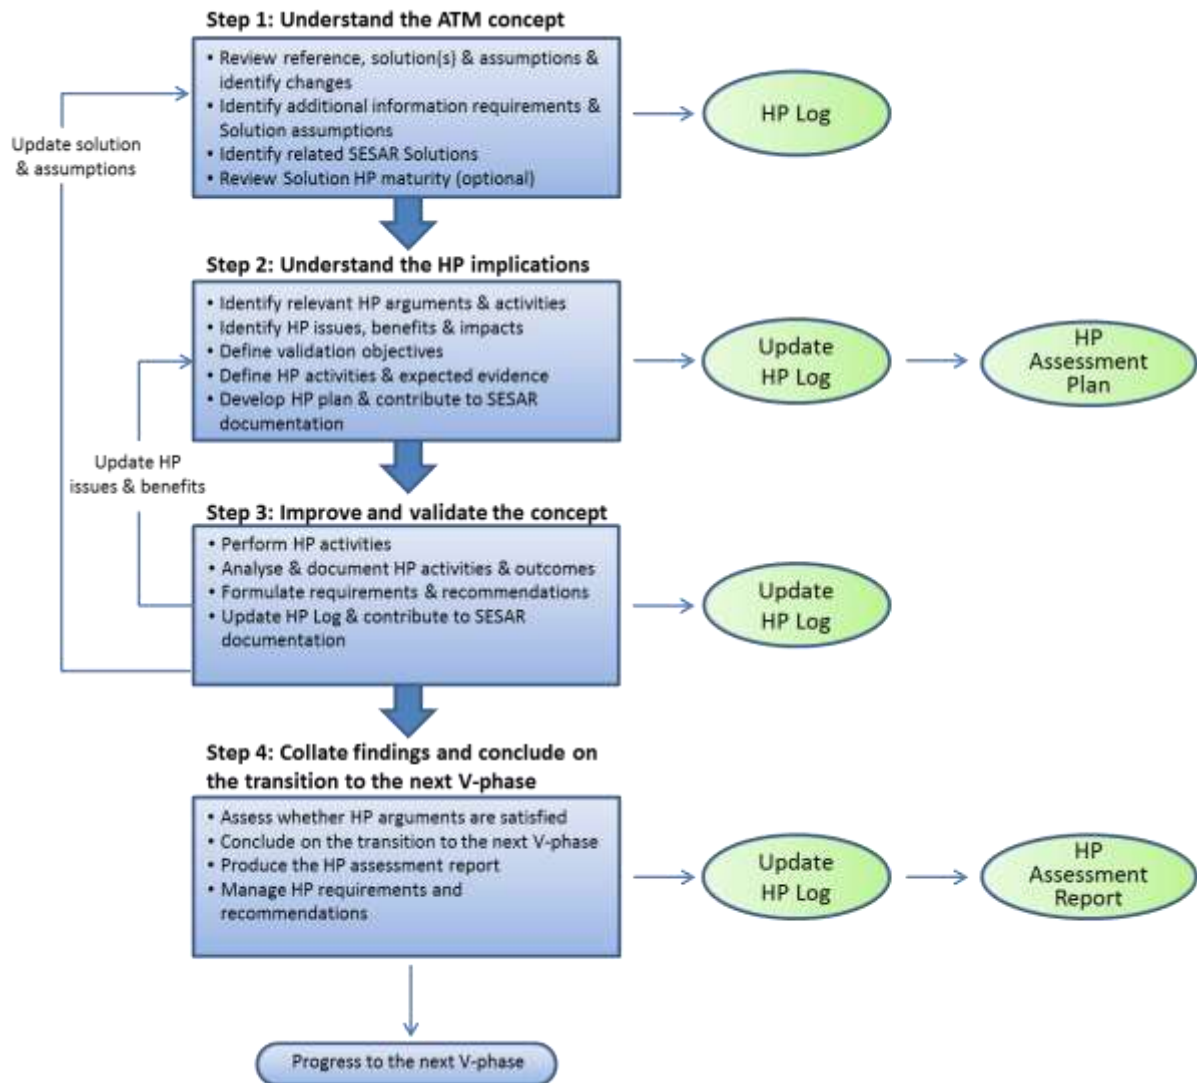 Step 1: Understand the ATM concept
• Review reference, solution(s) & assumptions &
identify changes
• Identify additional information requirements &
Solution assumptions
• Identify related SESAR Solutions
• Review Solution HP maturity (optional)
HP Log
Update solution
& assumptions
Step 2: Understand the HP implications
• Identify relevant HP arguments & activities
• Identify HP issues, benefits & impacts
• Define validation objectives
• Define HP activities & expected evidence
• Develop HP plan & contribute to SESAR
documentation
Update
HP Log
HP
Assessment
Plan
Update HP
issues & benefits
Step 3: Improve and validate the concept
• Perform HP activities
• Analyse & document HP activities & outcomes
• Formulate requirements & recommendations
• Update HP Log & contribute to SESAR
documentation
Update
HP Log
Step 4: Collate findings and conclude on
the transition to the next V-phase
• Assess whether HP arguments are satisfied
• Conclude on the transition to the next V-phase
• Produce the HP assessment report
• Manage HP requirements and
recommendations
Update
HP Log
HP
Assessment
Report
Progress to the next V-phase